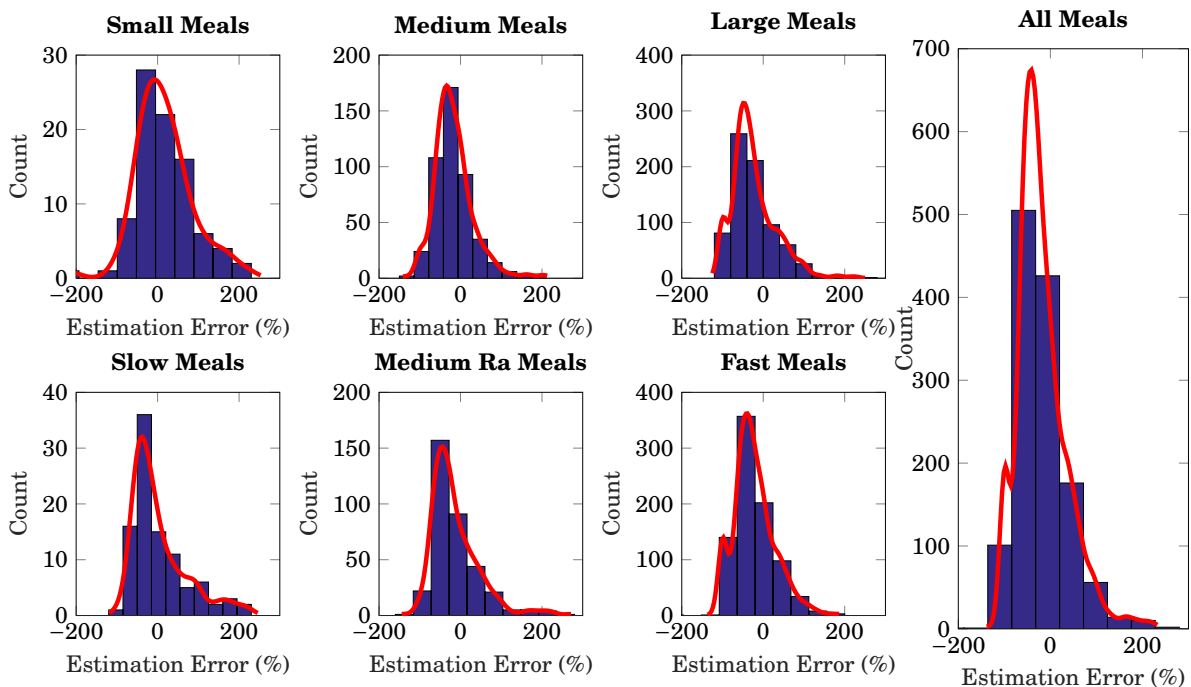 Small Meals
30
20
10
0
−200 0 200
Count
Estimation Error (%)
Medium Meals
200
150
100
50
0
−200 0 200
Count
Estimation Error (%)
Large Meals
400
300
200
100
0
−200 0 200
Count
Estimation Error (%)
All Meals
700
600
500
400
300
200
100
0
−200 0 200
Count
Estimation Error (%)
Slow Meals
40
30
20
10
0
−200 0 200
Count
Estimation Error (%)
Medium Ra Meals
200
150
100
50
0
−200 0 200
Count
Estimation Error (%)
Fast Meals
400
300
200
100
0
−200 0 200
Count
Estimation Error (%)